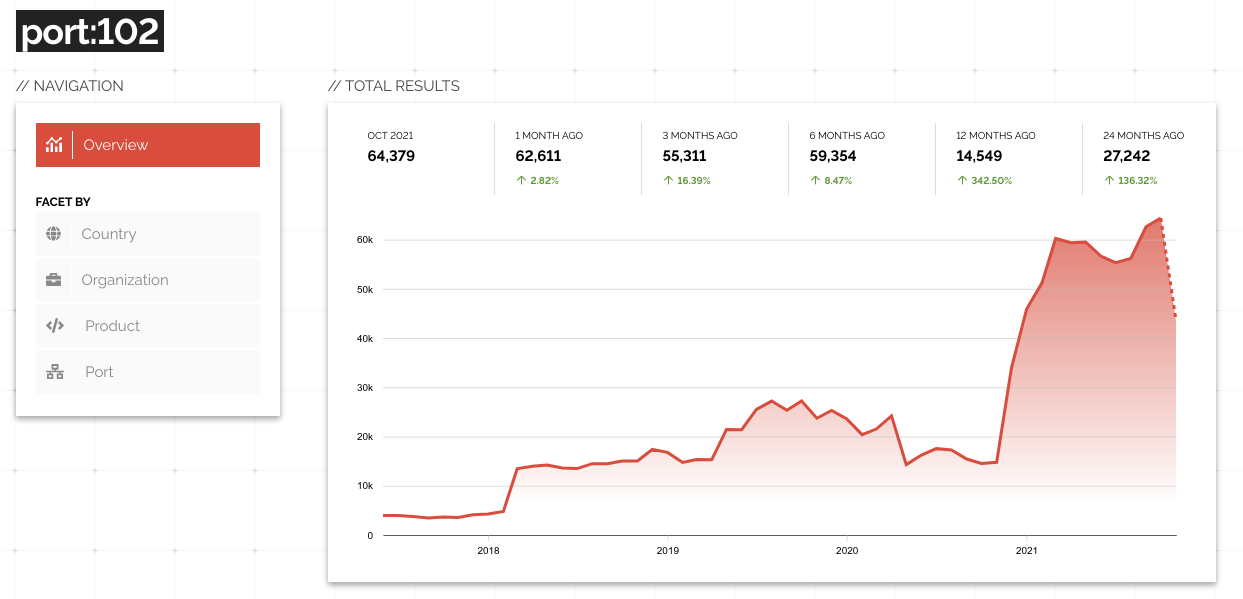 port:102
// NAVIGATION
Overview
FACET BY
Country
Organization
Product
Port
// TOTAL RESULTS
OCT 2021
64,379
1 MONTH AGO
62,611
↑ 2.82%
3 MONTHS AGO
55,311
↑ 16.39%
6 MONTHS AGO
59,354
↑ 8.47%
12 MONTHS AGO
14,549
↑ 342.50%
24 MONTHS AGO
27,242
↑ 136.32%
60k
50k
40k
30k
20k
10k
0
2018 2019 2020 2021